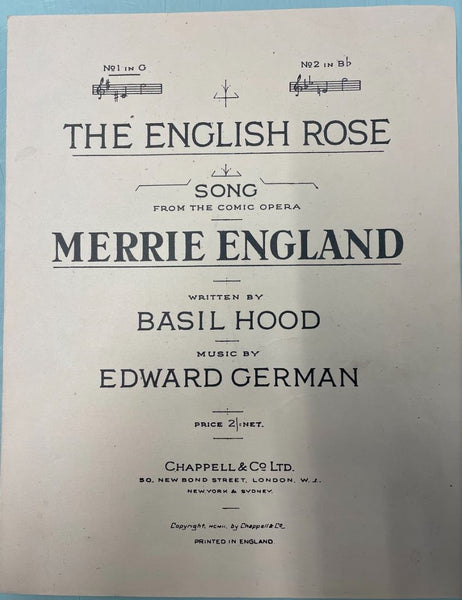 No1 IN G
No2 IN B♭
THE ENGLISH ROSE
SONG
FROM THE COMIC OPERA
MERRIE ENGLAND
WRITTEN BY
BASIL HOOD
MUSIC BY
EDWARD GERMAN
PRICE 2/= NET.
CHAPPELL & CO LTD.
50, NEW BOND STREET, LONDON, W.1.
NEW YORK & SYDNEY.
Copyright, MCMII, by Chappell & Co.
PRINTED IN ENGLAND.